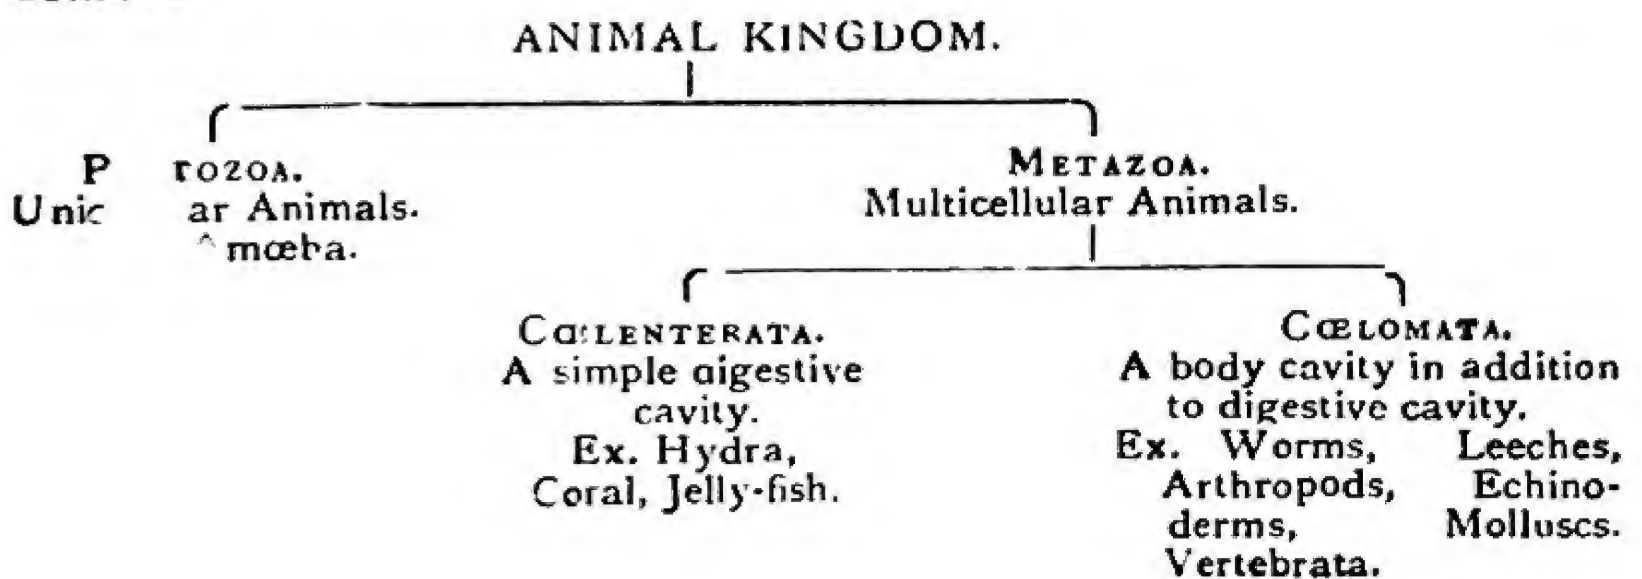 ANIMAL KINGDOM.
P rozoa.
Unic ar Animals.
mœba.
METAZOA.
Multicellular Animals.
CŒLENTERATA.
A simple digestive
cavity.
Ex. Hydra,
Coral, Jelly-fish.
CŒLOMATA.
A body cavity in addition
to digestive cavity.
Ex. Worms, Leeches,
Arthropods, Echino-
derms, Molluscs.
Vertebrata.